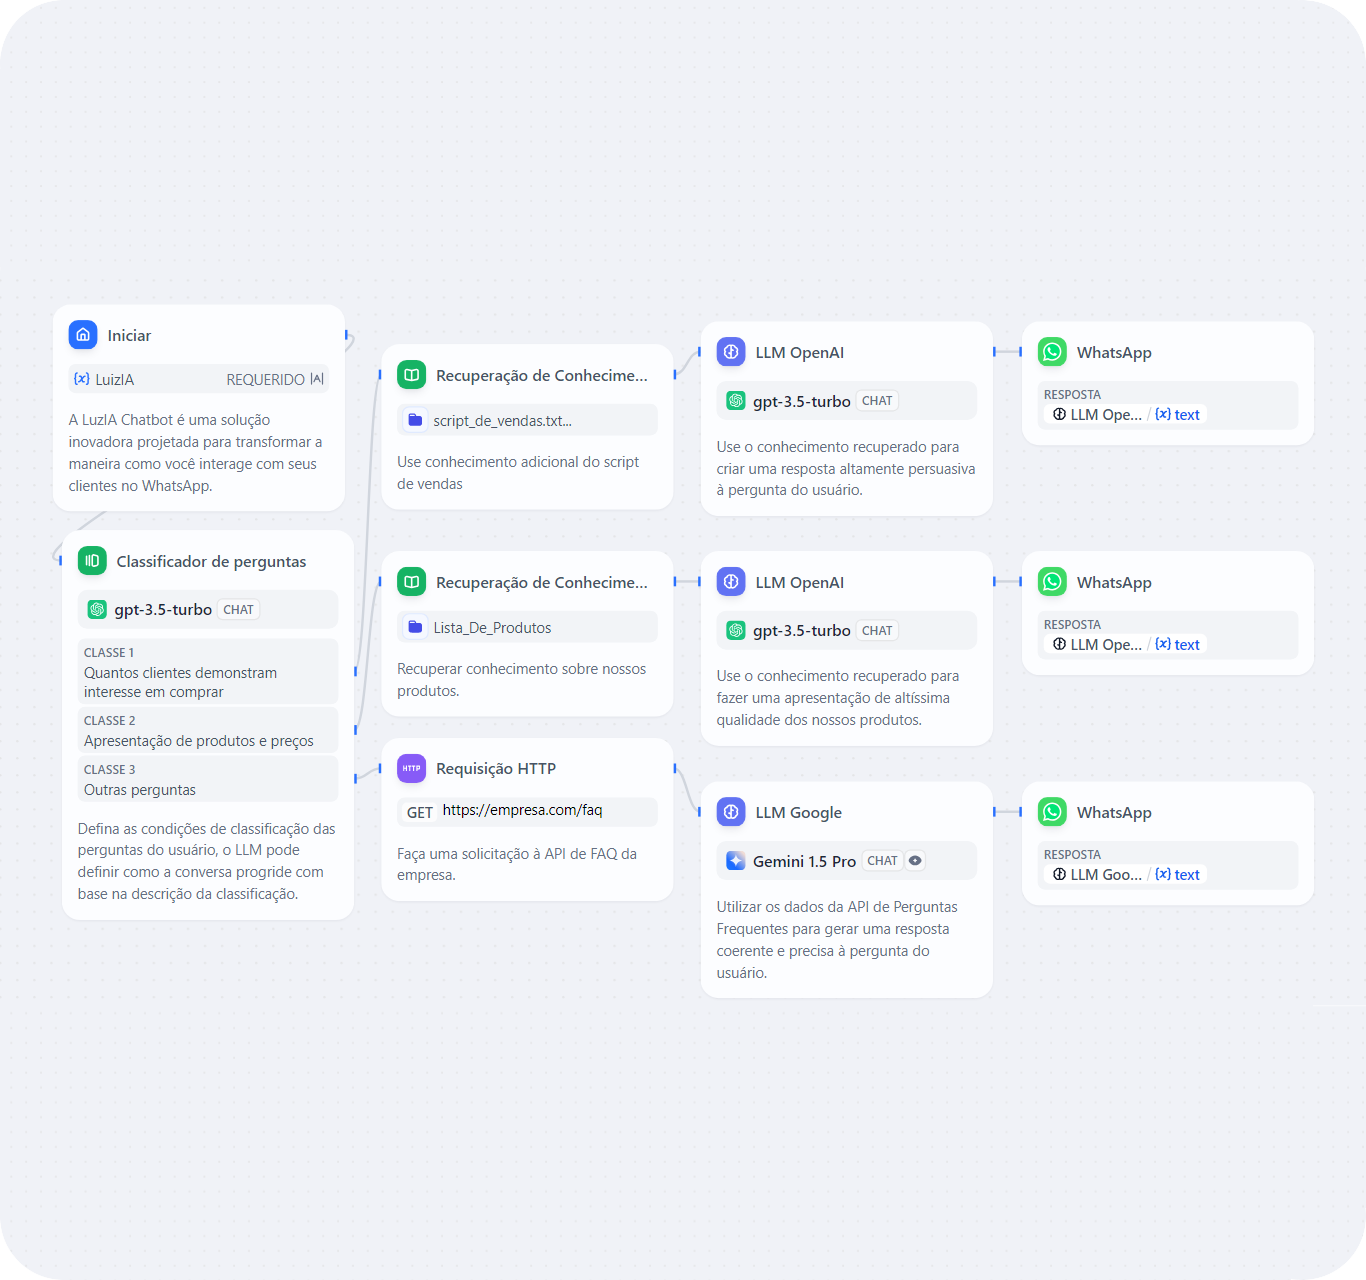 Iniciar
{x} LuizIA REQUERIDO |A|
A LuzIA Chatbot é uma solução
inovadora projetada para transformar a
maneira como você interage com seus
clientes no WhatsApp.
Classificador de perguntas
gpt-3.5-turbo CHAT
CLASSE 1
Quantos clientes demonstram
interesse em comprar
CLASSE 2
Apresentação de produtos e preços
CLASSE 3
Outras perguntas
Defina as condições de classificação das
perguntas do usuário, o LLM pode
definir como a conversa progride com
base na descrição da classificação.
Recuperação de Conhecime...
script_de_vendas.txt...
Use conhecimento adicional do script
de vendas
Recuperação de Conhecime...
Lista_De_Produtos
Recuperar conhecimento sobre nossos
produtos.
HTTP Requisição HTTP
GET https://empresa.com/faq
Faça uma solicitação à API de FAQ da
empresa.
LLM OpenAI
gpt-3.5-turbo CHAT
Use o conhecimento recuperado para
criar uma resposta altamente persuasiva
à pergunta do usuário.
LLM OpenAI
gpt-3.5-turbo CHAT
Use o conhecimento recuperado para
fazer uma apresentação de altíssima
qualidade dos nossos produtos.
LLM Google
Gemini 1.5 Pro CHAT
Utilizar os dados da API de Perguntas
Frequentes para gerar uma resposta
coerente e precisa à pergunta do
usuário.
WhatsApp
RESPOSTA
LLM Ope... / {x} text
WhatsApp
RESPOSTA
LLM Ope... / {x} text
WhatsApp
RESPOSTA
LLM Goo... / {x} text